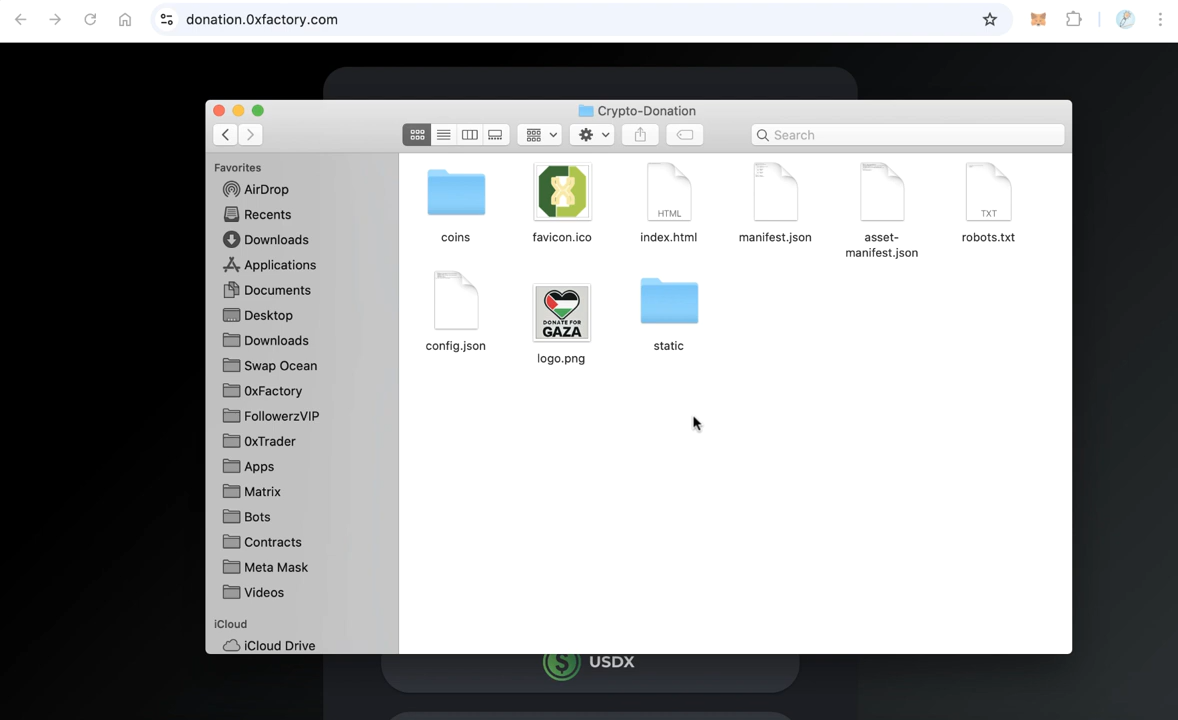 donation.0xfactory.com
Crypto-Donation
Search
Favorites
AirDrop
Recents
Downloads
Applications
Documents
Desktop
Downloads
Swap Ocean
0xFactory
FollowerzVIP
0xTrader
Apps
Matrix
Bots
Contracts
Meta Mask
Videos
iCloud
iCloud Drive
coins
favicon.ico
HTML
index.html
manifest.json
asset-
manifest.json
TXT
robots.txt
config.json
DONATE FOR
GAZA
logo.png
static
USDX